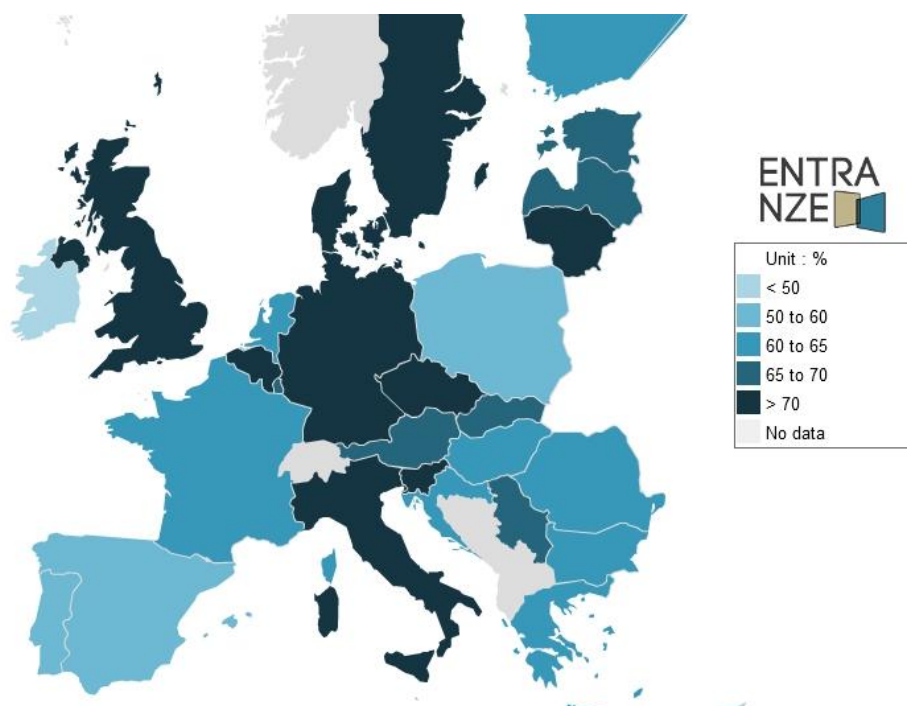 ENTRA
NZE
Unit : %
< 50
50 to 60
60 to 65
65 to 70
> 70
No data